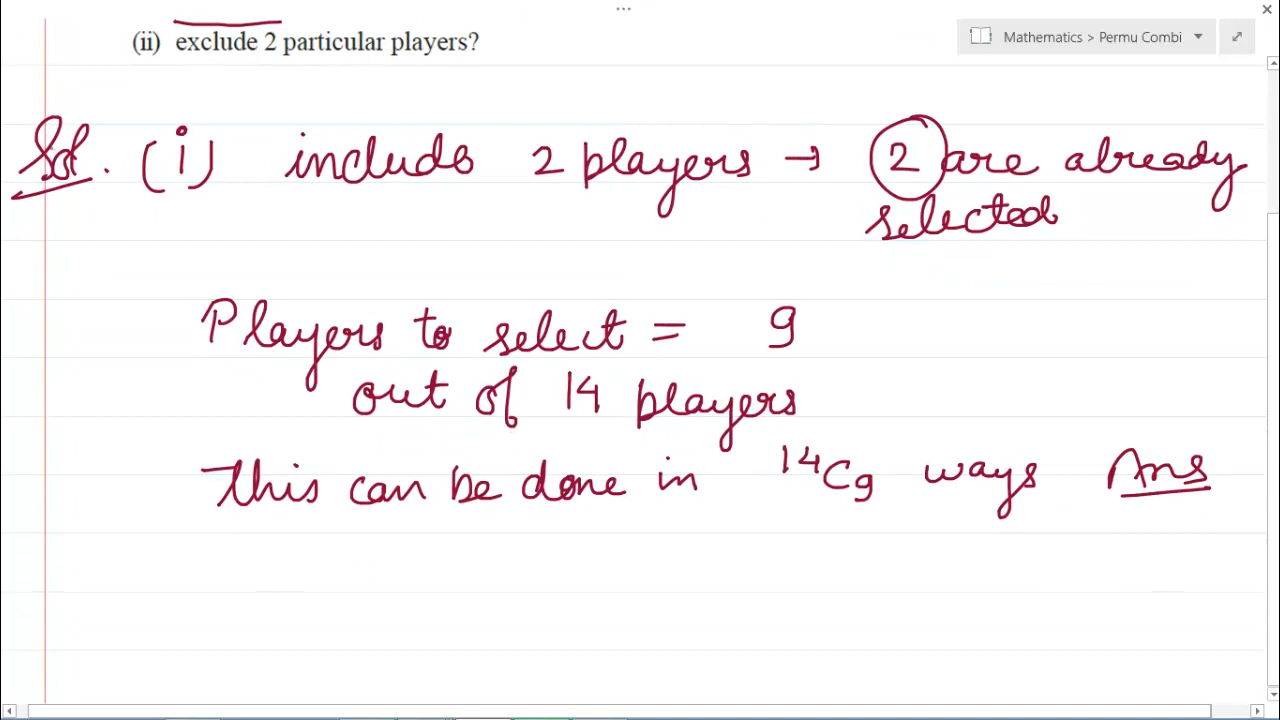 (ii) exclude 2 particular players?
Mathematics > Permu Combi
Sol. (i) include 2 players → 2 are already
selected
Players to select = 9
out of 14 players
This can be done in ¹⁴C₉ ways Ans